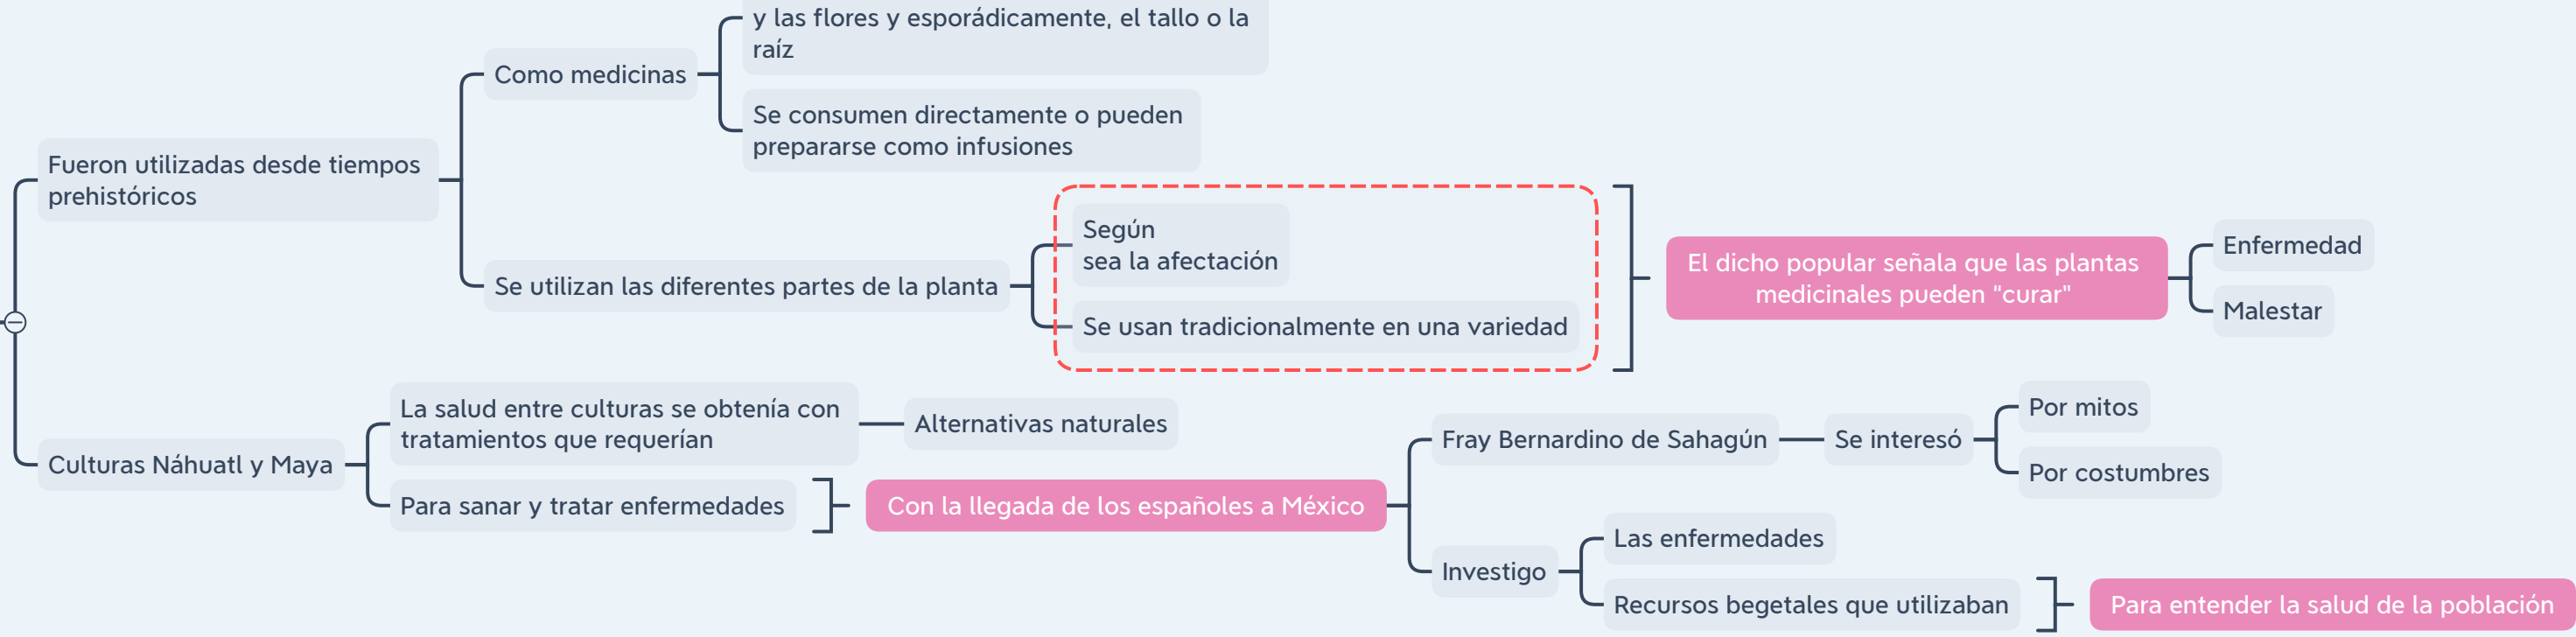 y las flores y esporádicamente, el tallo o la
raíz
Como medicinas
Se consumen directamente o pueden
prepararse como infusiones
Fueron utilizadas desde tiempos
prehistóricos
Según
sea la afectación
Se utilizan las diferentes partes de la planta
Se usan tradicionalmente en una variedad
El dicho popular señala que las plantas
medicinales pueden "curar"
Enfermedad
Malestar
La salud entre culturas se obtenía con
tratamientos que requerían
Alternativas naturales
Culturas Náhuatl y Maya
Para sanar y tratar enfermedades
Con la llegada de los españoles a México
Fray Bernardino de Sahagún
Se interesó
Por mitos
Por costumbres
Investigo
Las enfermedades
Recursos begetales que utilizaban
Para entender la salud de la población